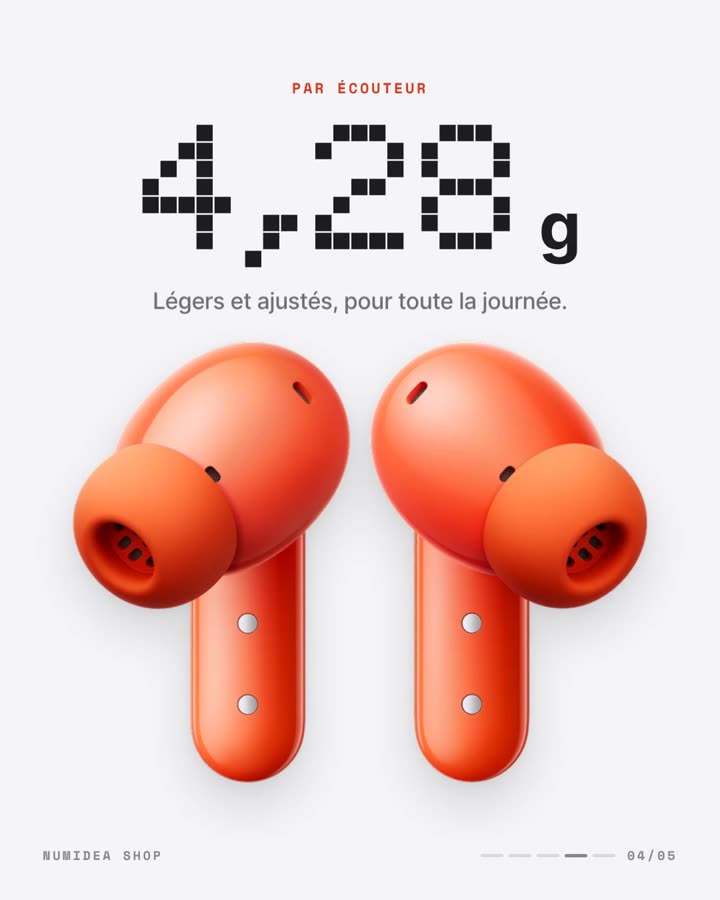 PAR ÉCOUTEUR
4,28 g
Légers et ajustés, pour toute la journée.
NUMIDEA SHOP
04/05